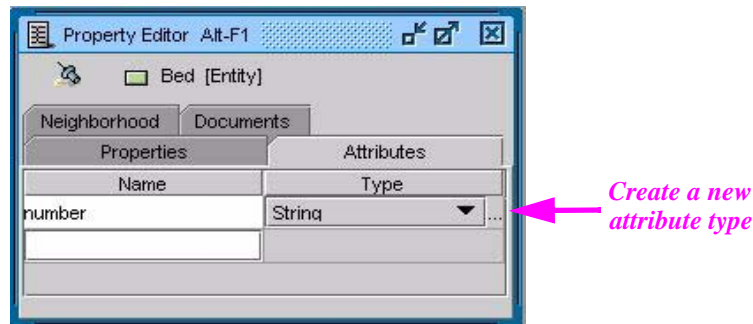 Property Editor Alt-F1
Bed [Entity]
Neighborhood Documents
Properties Attributes
Name Type
number String ...
Create a new
attribute type